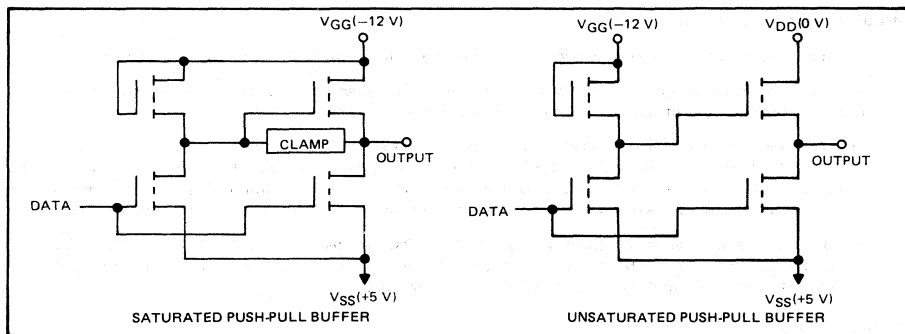 VGG(−12 V)
CLAMP
OUTPUT
DATA
VSS(+5 V)
SATURATED PUSH-PULL BUFFER
VGG(−12 V)
VDD(0 V)
OUTPUT
DATA
VSS(+5 V)
UNSATURATED PUSH-PULL BUFFER